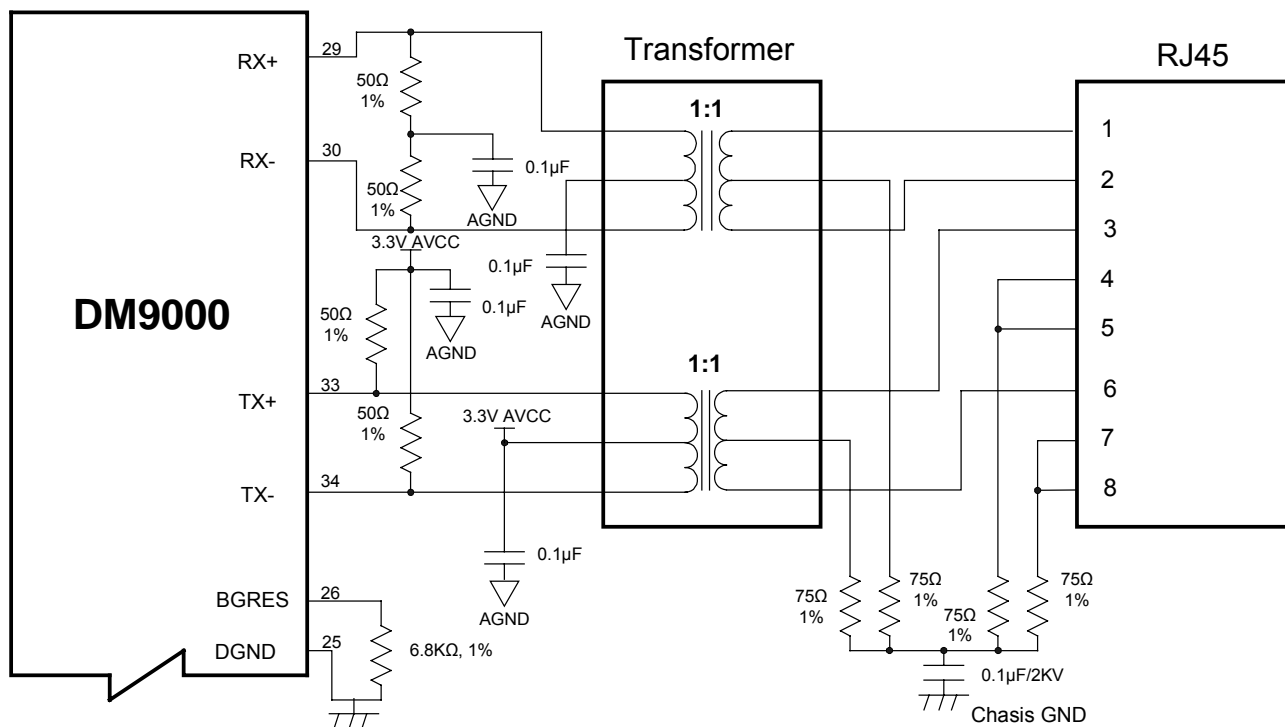 Transformer
RJ45
DM9000
RX+
29
50Ω
1%
RX-
30
50Ω
1%
0.1µF
AGND
3.3V AVCC
0.1µF
AGND
0.1µF
AGND
50Ω
1%
TX+
33
50Ω
1%
TX-
34
3.3V AVCC
0.1µF
AGND
BGRES
26
DGND
25
6.8KΩ, 1%
1:1
1:1
1
2
3
4
5
6
7
8
75Ω
1%
75Ω
1%
75Ω
1%
75Ω
1%
0.1µF/2KV
Chasis GND